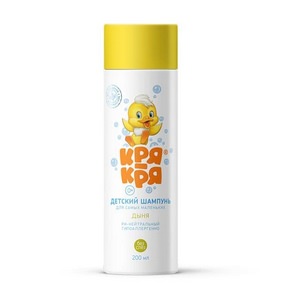 КРЯ
КРЯ
ДЕТСКИЙ ШАМПУНЬ
ДЛЯ САМЫХ МАЛЕНЬКИХ
ДЫНЯ
PH-НЕЙТРАЛЬНЫЙ
ГИПОАЛЛЕРГЕННО
200 мл